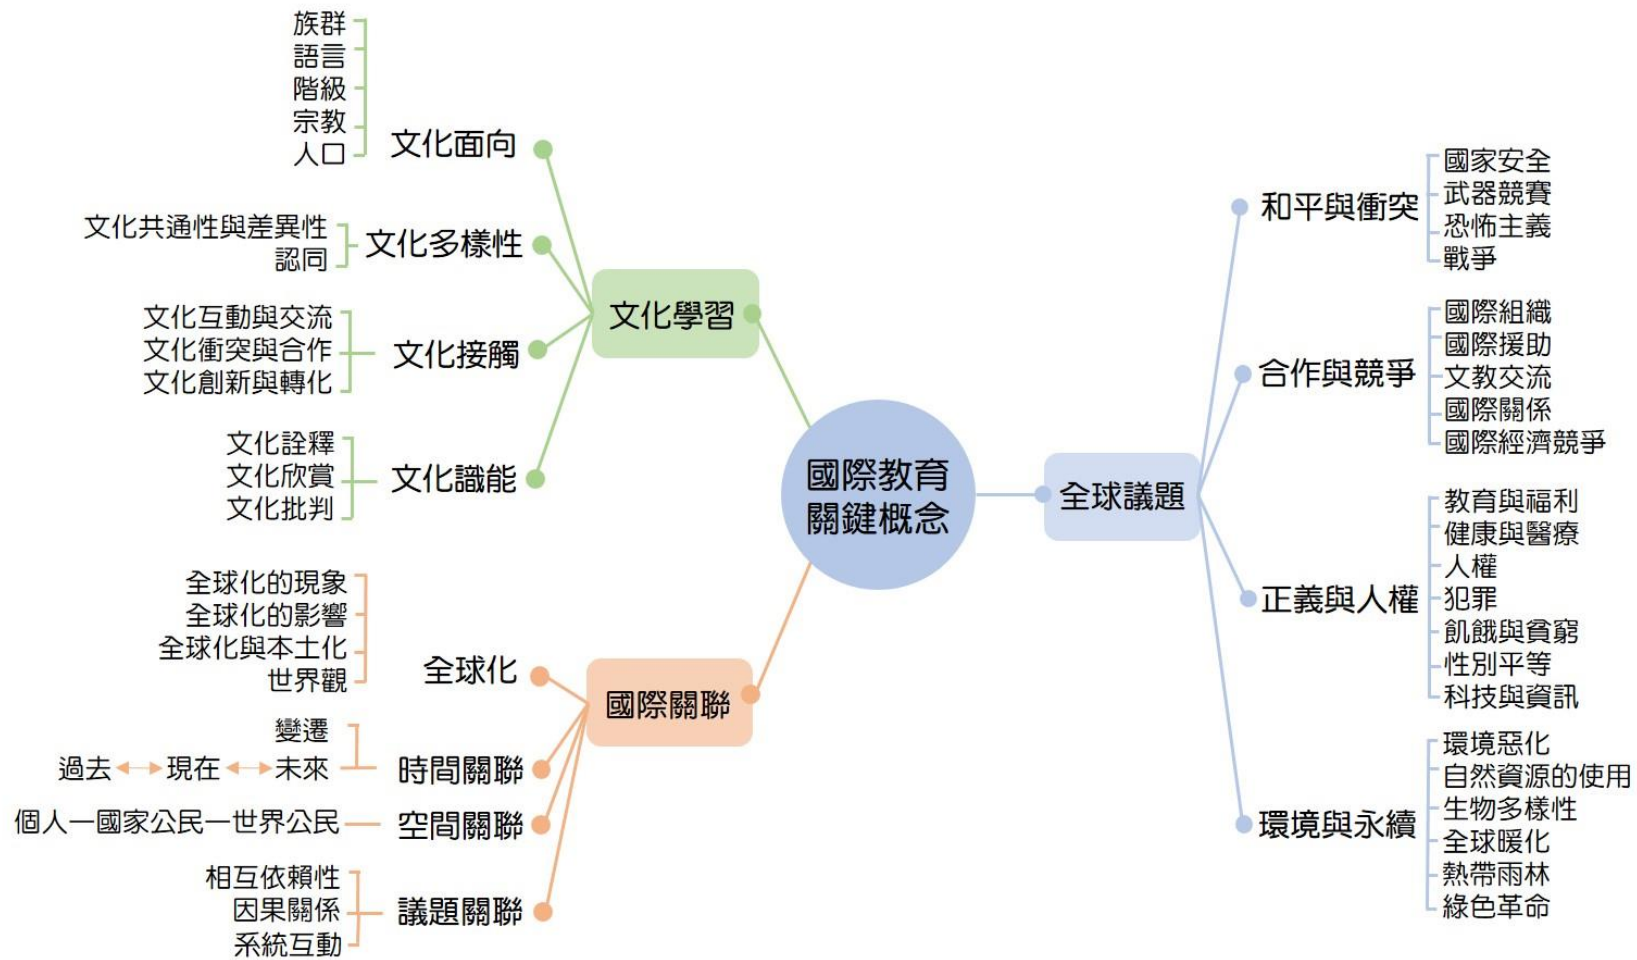 國際教育
關鍵概念
文化學習
文化面向
族群
語言
階級
宗教
人口
文化多樣性
文化共通性與差異性
認同
文化接觸
文化互動與交流
文化衝突與合作
文化創新與轉化
文化識能
文化詮釋
文化欣賞
文化批判
國際關聯
全球化
全球化的現象
全球化的影響
全球化與本土化
世界觀
時間關聯
變遷
過去 現在 未來
空間關聯
個人—國家公民—世界公民
議題關聯
相互依賴性
因果關係
系統互動
全球議題
和平與衝突
國家安全
武器競賽
恐怖主義
戰爭
合作與競爭
國際組織
國際援助
文教交流
國際關係
國際經濟競爭
正義與人權
教育與福利
健康與醫療
人權
犯罪
飢餓與貧窮
性別平等
科技與資訊
環境與永續
環境惡化
自然資源的使用
生物多樣性
全球暖化
熱帶雨林
綠色革命